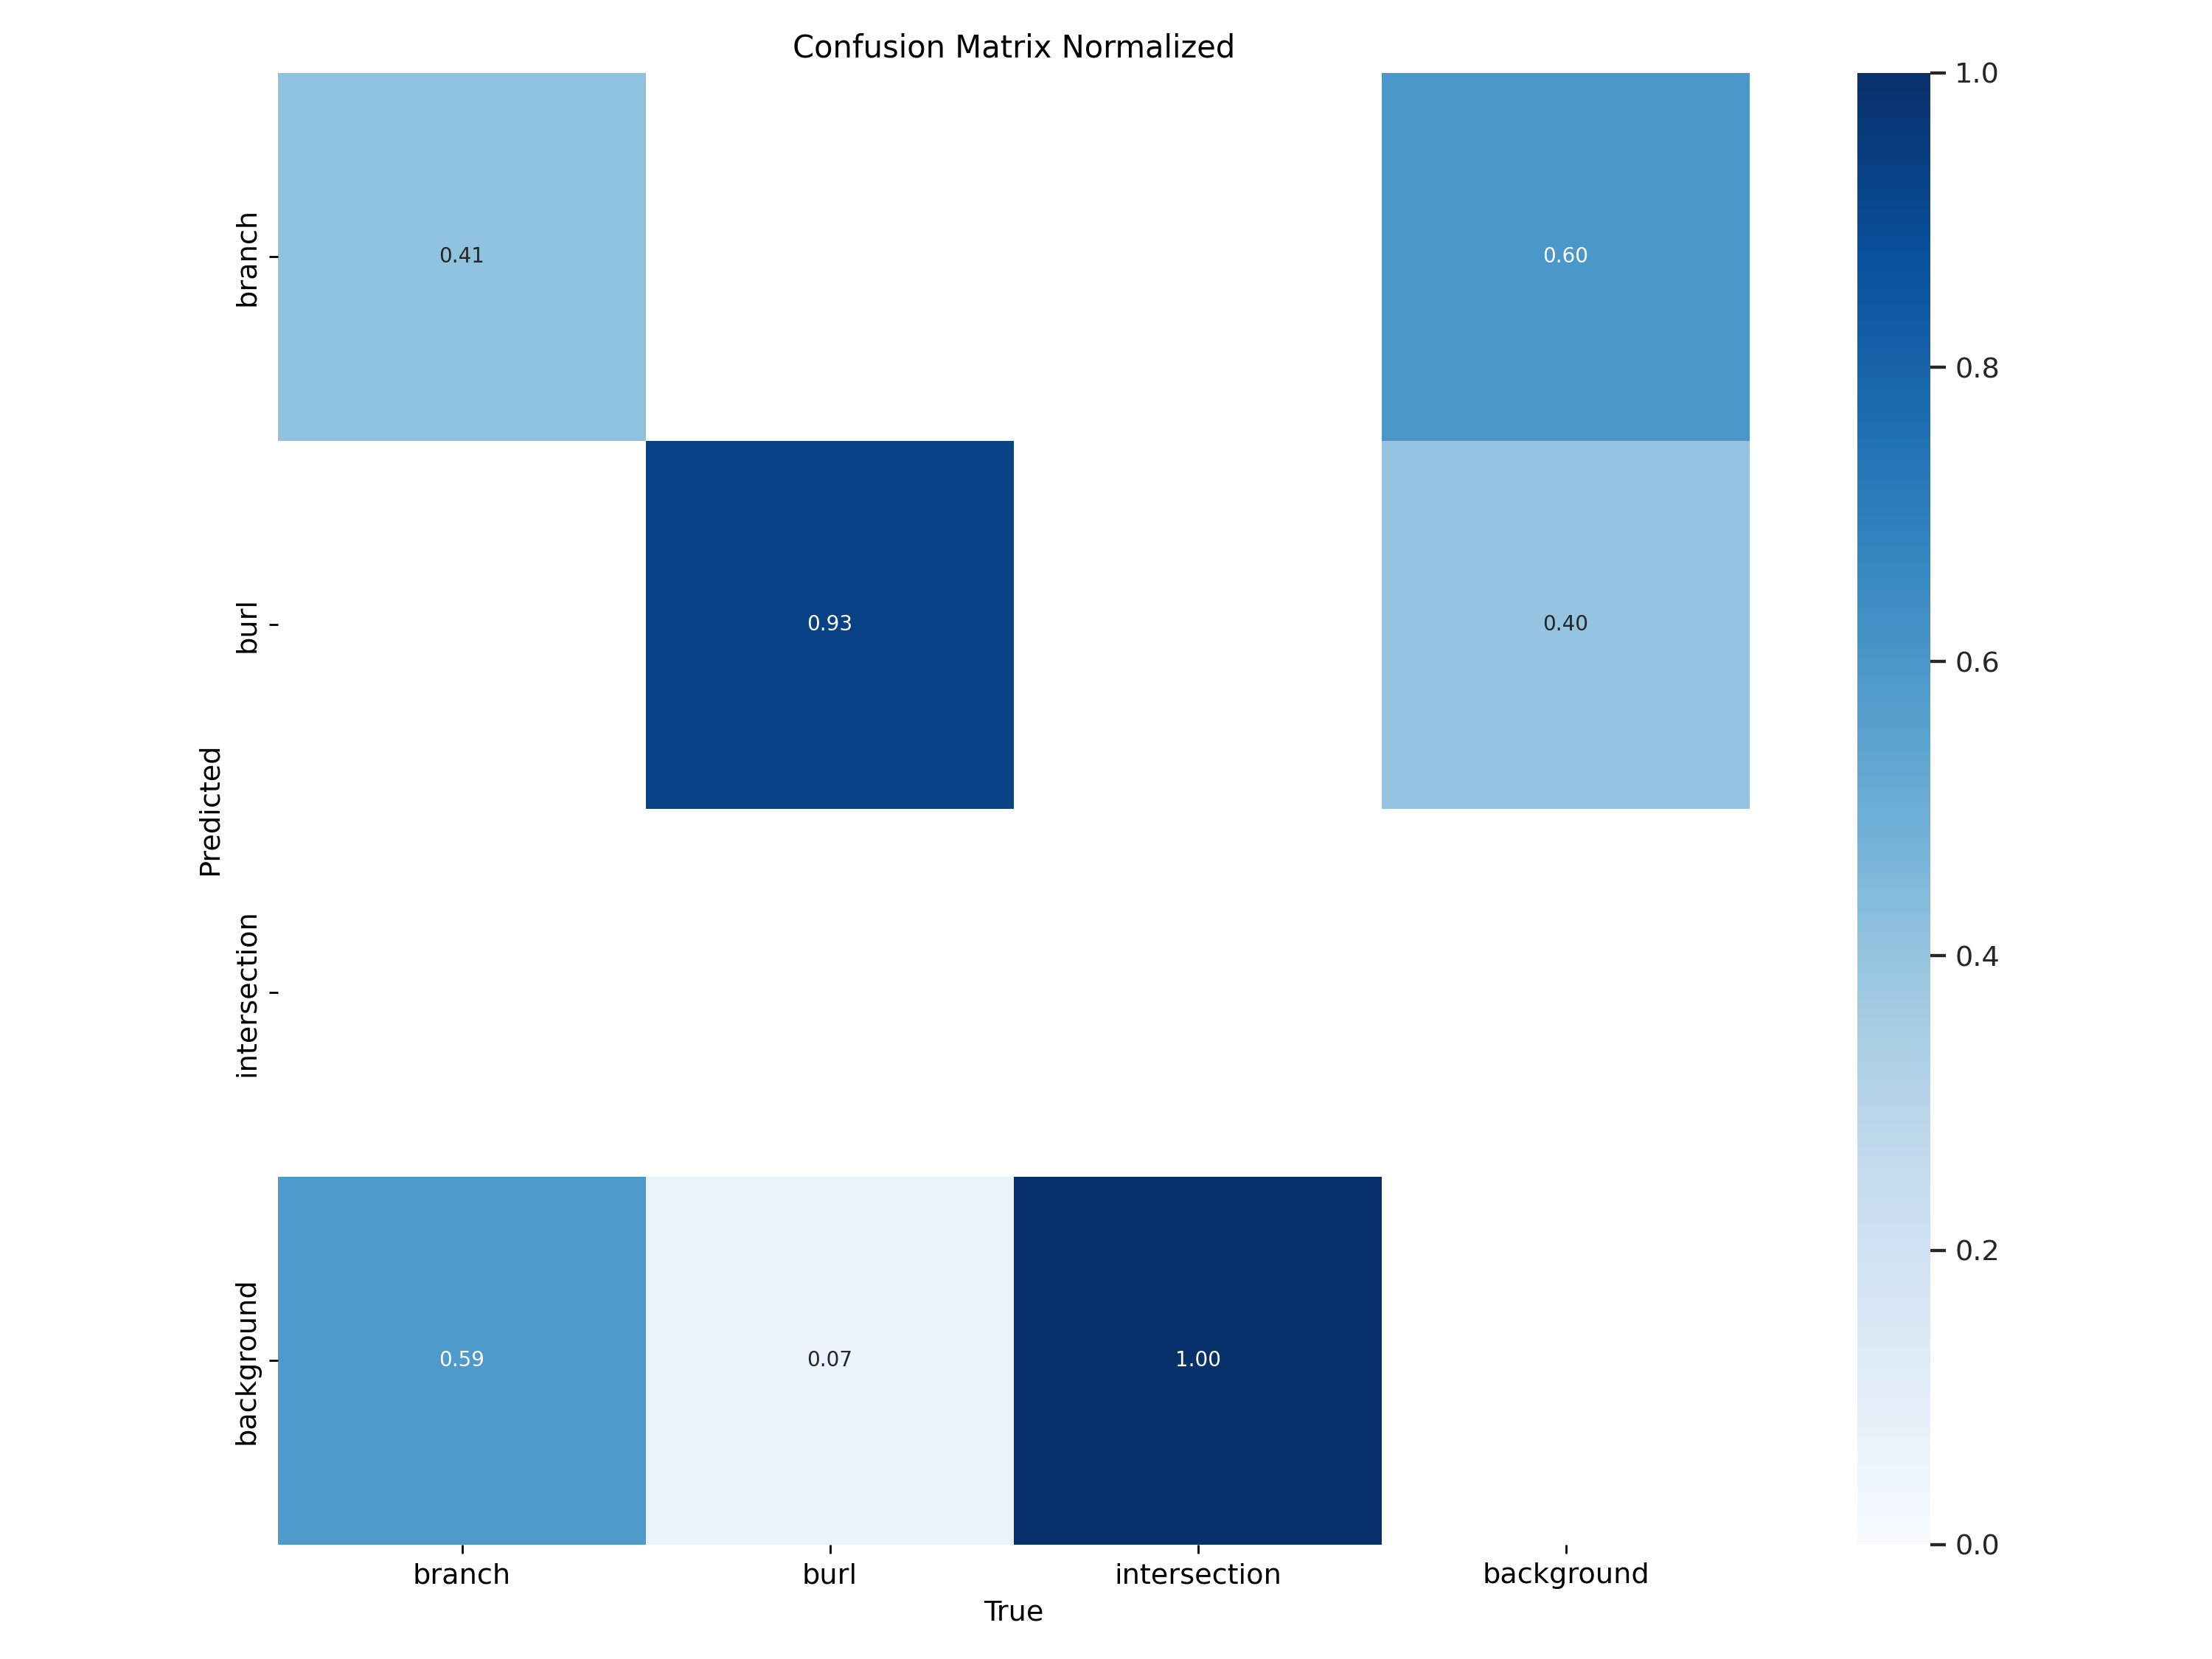 Confusion Matrix Normalized
branch
0.41
0.60
burl
0.93
0.40
Predicted
intersection
background
0.59
0.07
1.00
branch
burl
intersection
background
True
1.0
0.8
0.6
0.4
0.2
0.0